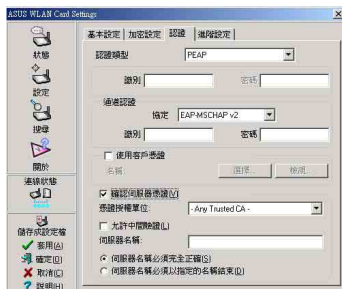 ASUS WLAN Card Settings
基本設定 加密設定 認證 進階設定
狀態
設定
搜尋
關於
連線狀態
儲存成設定檔
套用(A)
確定(O)
取消(C)
說明(H)
認證類型 PEAP
識別 密碼
通道認證
協定 EAP-MSCHAP v2
識別 密碼
使用客戶憑證
名稱: 選擇... 檢視...
確認伺服器憑證(V)
憑證授權單位: - Any Trusted CA -
允許中間驗證(L)
伺服器名稱:
伺服器名稱必須完全正確(S)
伺服器名稱必須以指定的名稱結束(D)